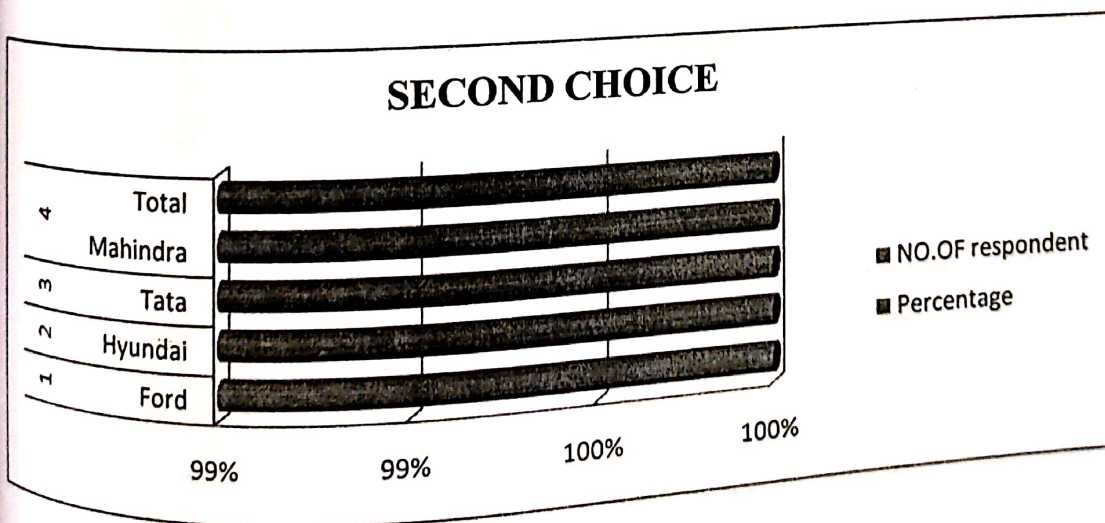 SECOND CHOICE
4
Total
Mahindra
3
Tata
2
Hyundai
1
Ford
99%
99%
100%
100%
NO.OF respondent
Percentage